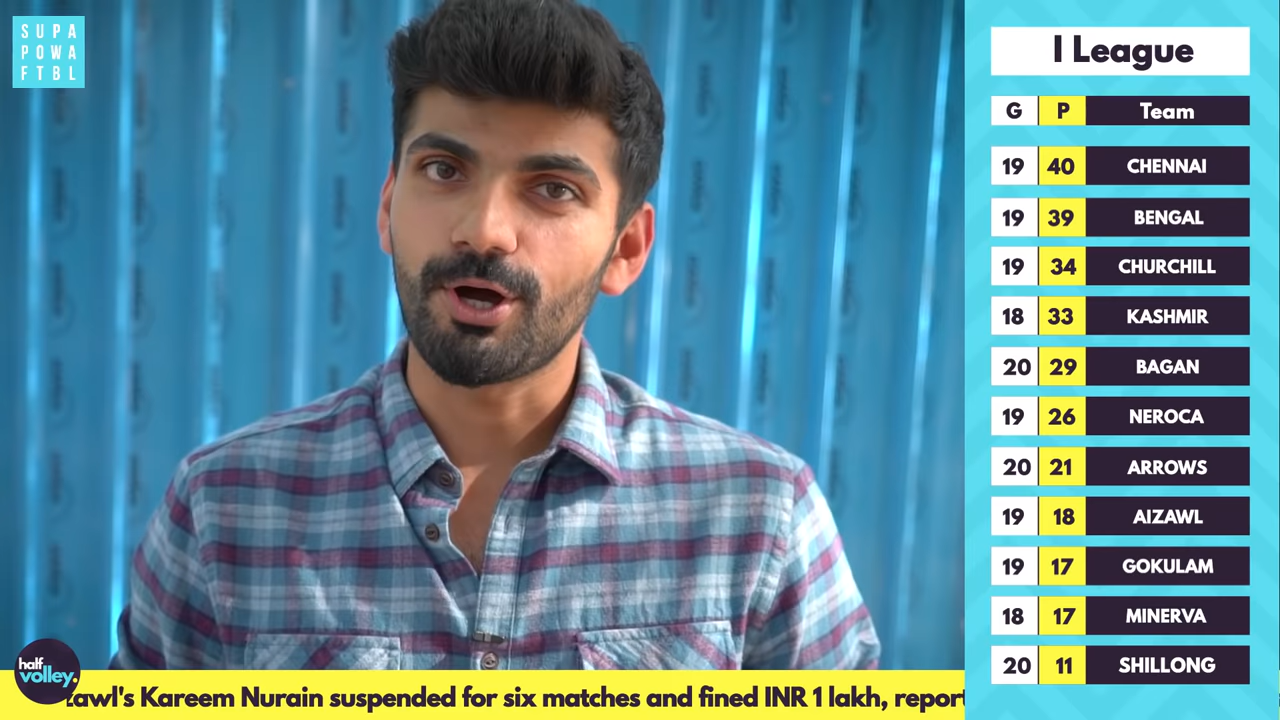 SUPA
POWA
FTBL
I League
G P Team
19 40 CHENNAI
19 39 BENGAL
19 34 CHURCHILL
18 33 KASHMIR
20 29 BAGAN
19 26 NEROCA
20 21 ARROWS
19 18 AIZAWL
19 17 GOKULAM
18 17 MINERVA
20 11 SHILLONG
half
volley.
zawl's Kareem Nurain suspended for six matches and fined INR 1 lakh, report